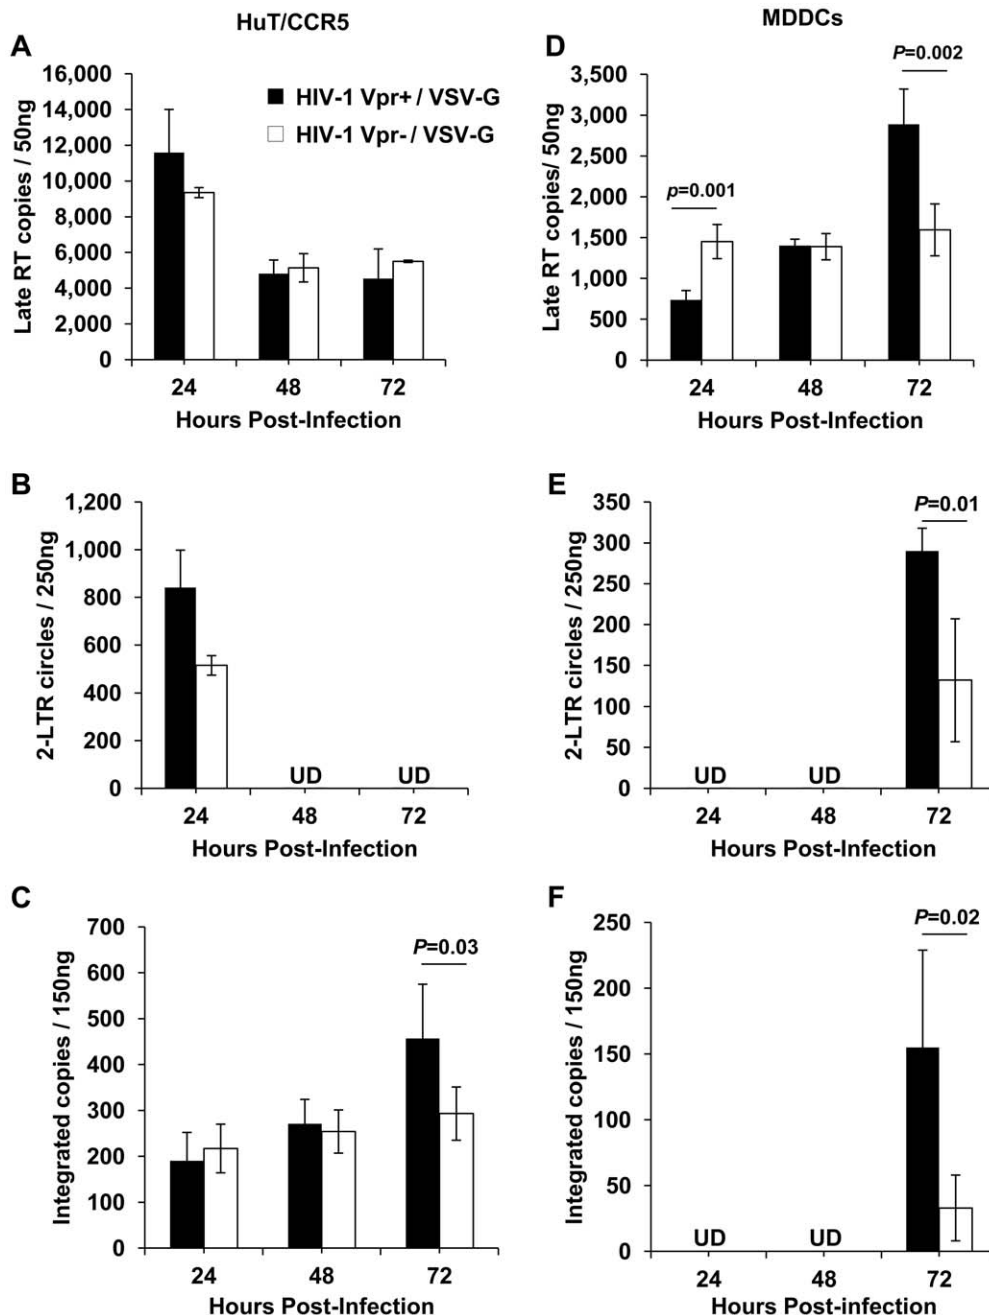 HuT/CCR5
A
16,000
14,000
12,000
10,000
8,000
6,000
4,000
2,000
0
Late RT copies / 50ng
HIV-1 Vpr+ / VSV-G
HIV-1 Vpr- / VSV-G
24 48 72
Hours Post-Infection
B
1,200
1,000
800
600
400
200
0
2-LTR circles / 250ng
UD UD
24 48 72
Hours Post-Infection
C
700
600
500
400
300
200
100
0
Integrated copies / 150ng
P=0.03
24 48 72
Hours Post-Infection
MDDCs
D
3,500
3,000
2,500
2,000
1,500
1,000
500
0
Late RT copies/ 50ng
p=0.001
P=0.002
24 48 72
Hours Post-Infection
E
350
300
250
200
150
100
50
0
2-LTR circles / 250ng
P=0.01
UD UD
24 48 72
Hours Post-Infection
F
250
200
150
100
50
0
Integrated copies / 150ng
P=0.02
UD UD
24 48 72
Hours Post-infection